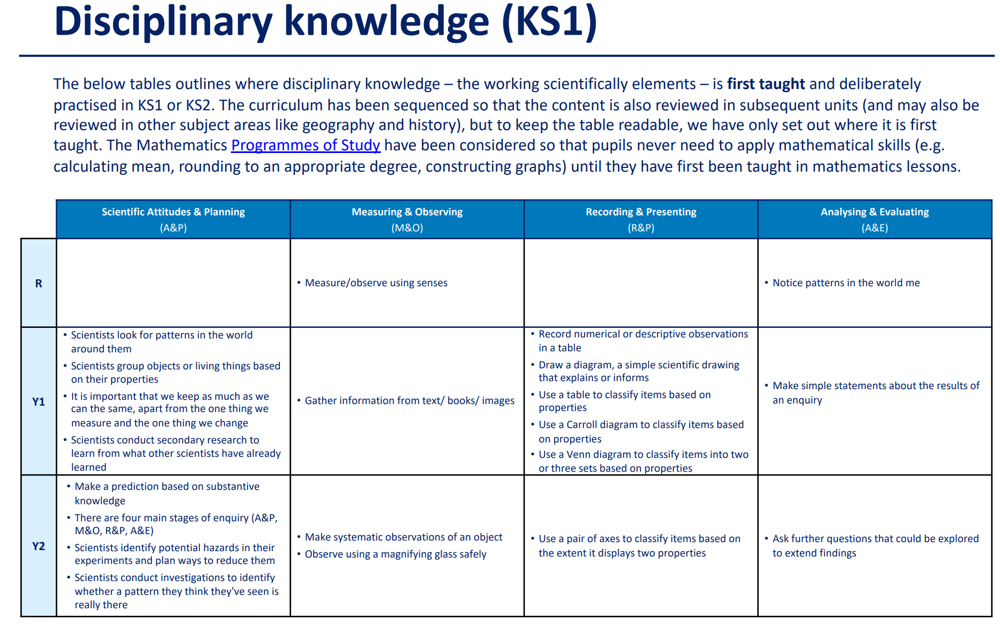 Disciplinary knowledge (KS1)
The below tables outlines where disciplinary knowledge – the working scientifically elements – is first taught and deliberately
practised in KS1 or KS2. The curriculum has been sequenced so that the content is also reviewed in subsequent units (and may also be
reviewed in other subject areas like geography and history), but to keep the table readable, we have only set out where it is first
taught. The Mathematics Programmes of Study have been considered so that pupils never need to apply mathematical skills (e.g.
calculating mean, rounding to an appropriate degree, constructing graphs) until they have first been taught in mathematics lessons.
Scientific Attitudes & Planning
(A&P)
Measuring & Observing
(M&O)
Recording & Presenting
(R&P)
Analysing & Evaluating
(A&E)
R
• Measure/observe using senses
• Notice patterns in the world me
Y1
• Scientists look for patterns in the world
around them
• Scientists group objects or living things based
on their properties
• It is important that we keep as much as we
can the same, apart from the one thing we
measure and the one thing we change
• Scientists conduct secondary research to
learn from what other scientists have already
learned
• Gather information from text/ books/ images
• Record numerical or descriptive observations
in a table
• Draw a diagram, a simple scientific drawing
that explains or informs
• Use a table to classify items based on
properties
• Use a Carroll diagram to classify items based
on properties
• Use a Venn diagram to classify items into two
or three sets based on properties
• Make simple statements about the results of
an enquiry
Y2
• Make a prediction based on substantive
knowledge
• There are four main stages of enquiry (A&P,
M&O, R&P, A&E)
• Scientists identify potential hazards in their
experiments and plan ways to reduce them
• Scientists conduct investigations to identify
whether a pattern they think they've seen is
really there
• Make systematic observations of an object
• Observe using a magnifying glass safely
• Use a pair of axes to classify items based on
the extent it displays two properties
• Ask further questions that could be explored
to extend findings